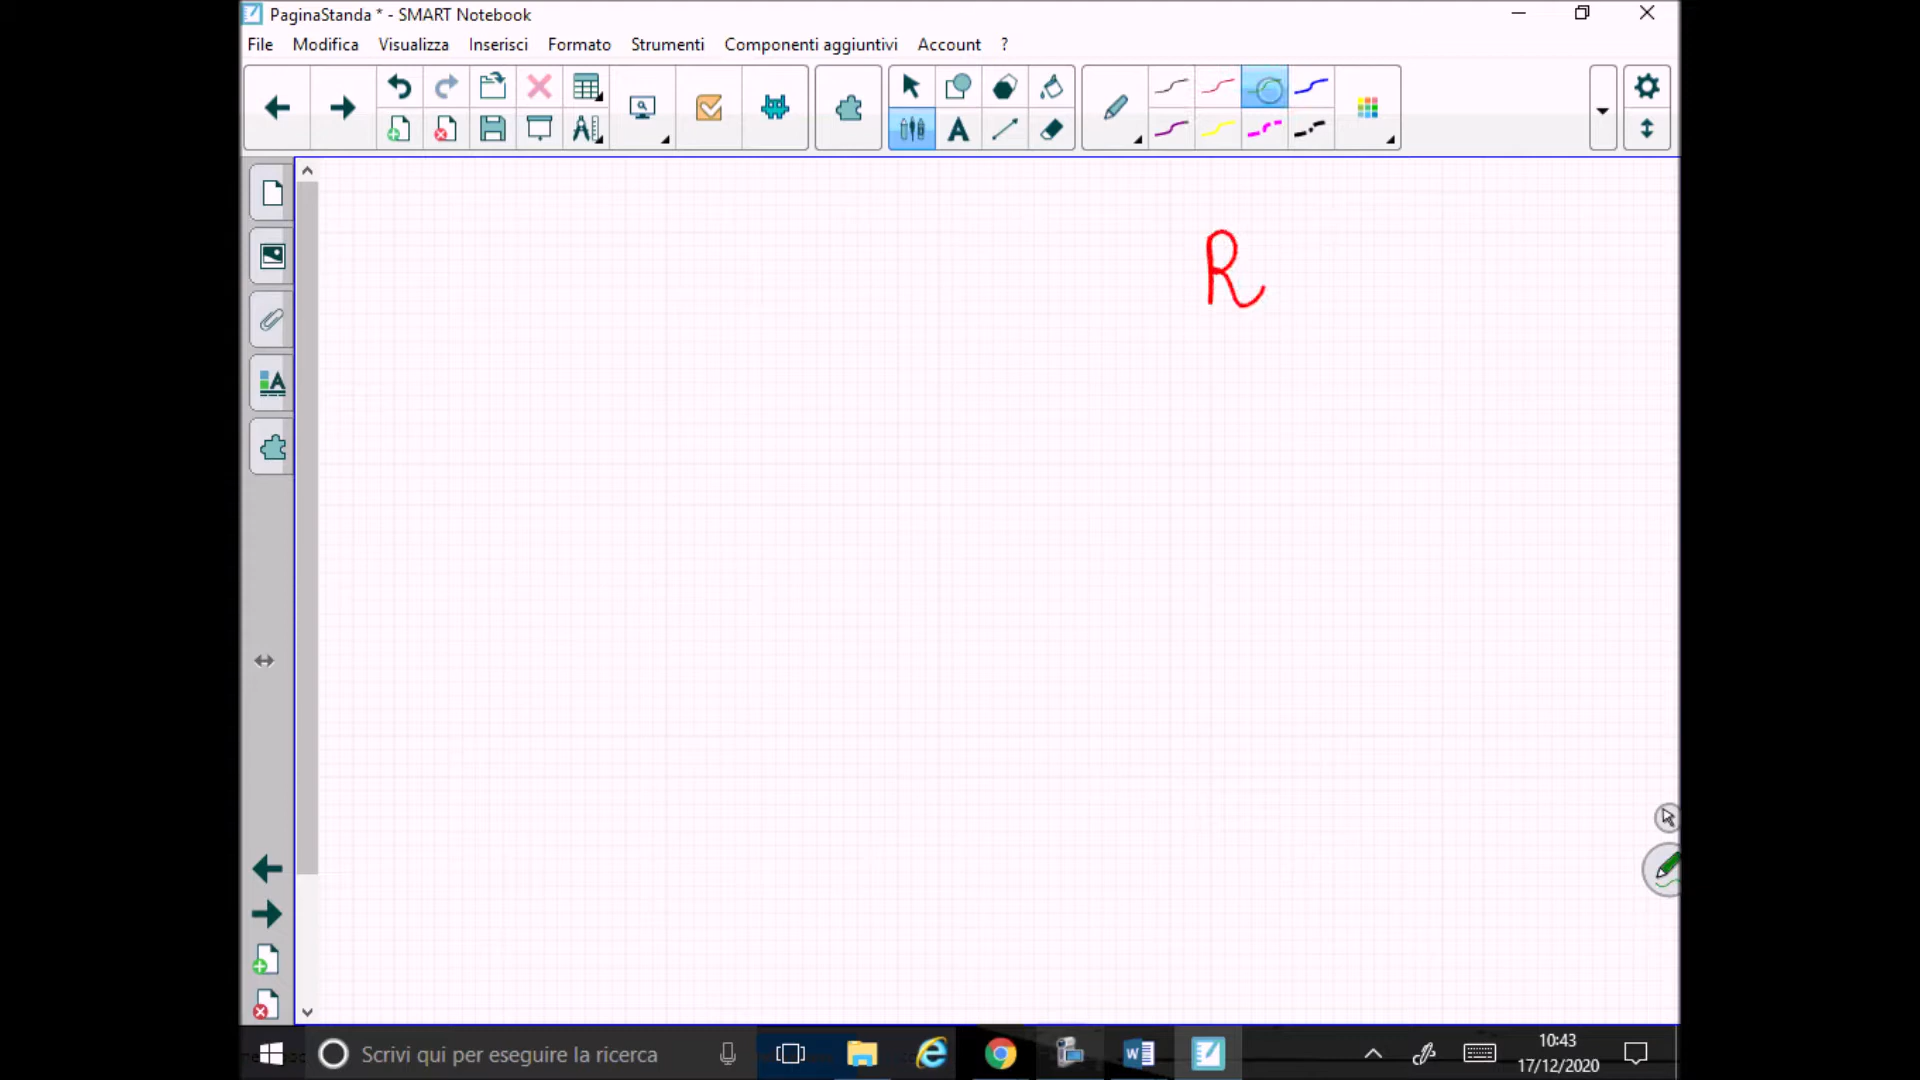 PaginaStanda * - SMART Notebook
File Modifica Visualizza Inserisci Formato Strumenti Componenti aggiuntivi Account ?
R
Scrivi qui per eseguire la ricerca
10:43
17/12/2020